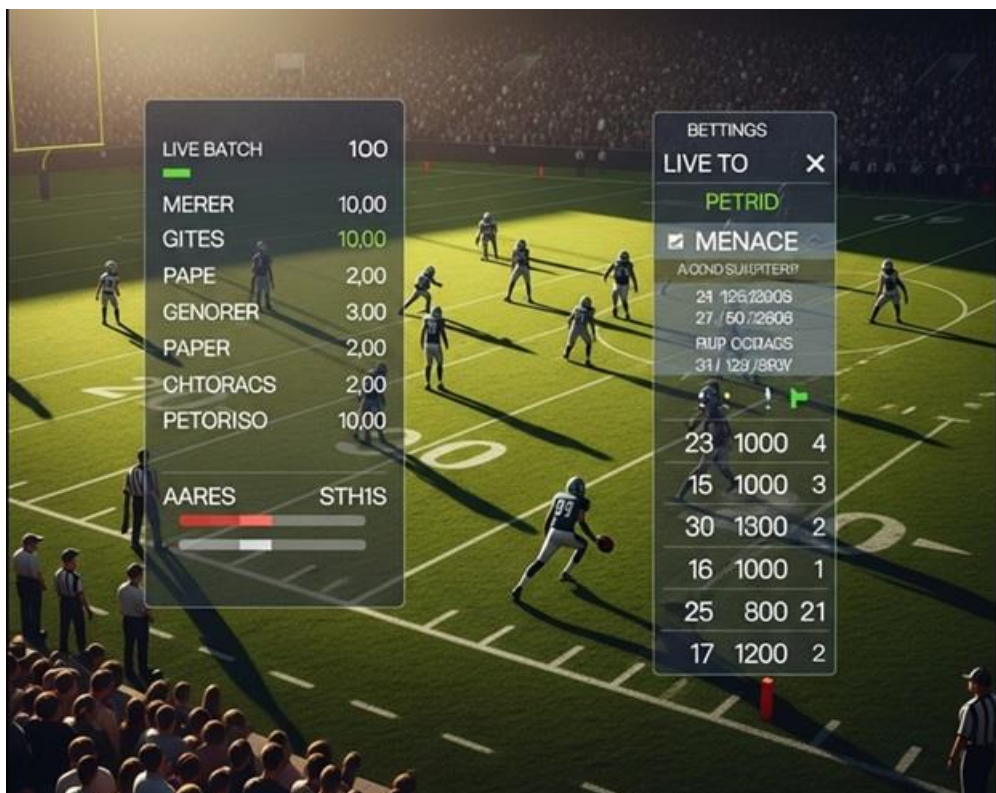 LIVE BATCH 100
MERER 10,00
GITES 10,00
PAPE 2,00
GENORER 3,00
PAPER 2,00
CHTORACS 2,00
PETORISO 10,00
AARES STH1S
BETTINGS
LIVE TO X
PETRID
MENACE
23 1000 4
15 1000 3
30 1300 2
16 1000 1
25 800 21
17 1200 2
20
99